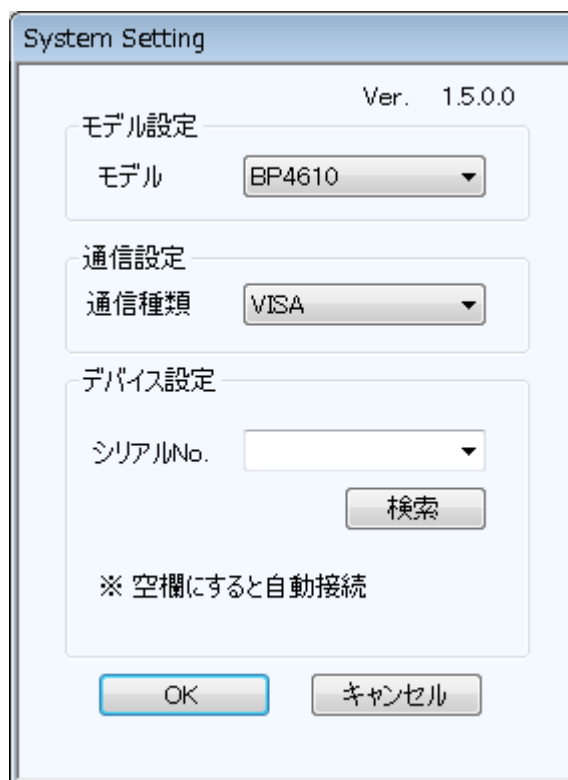 System Setting
Ver. 1.5.0.0
モデル設定
モデル BP4610
通信設定
通信種類 VISA
デバイス設定
シリアルNo.
検索
※ 空欄にすると自動接続
OK キャンセル